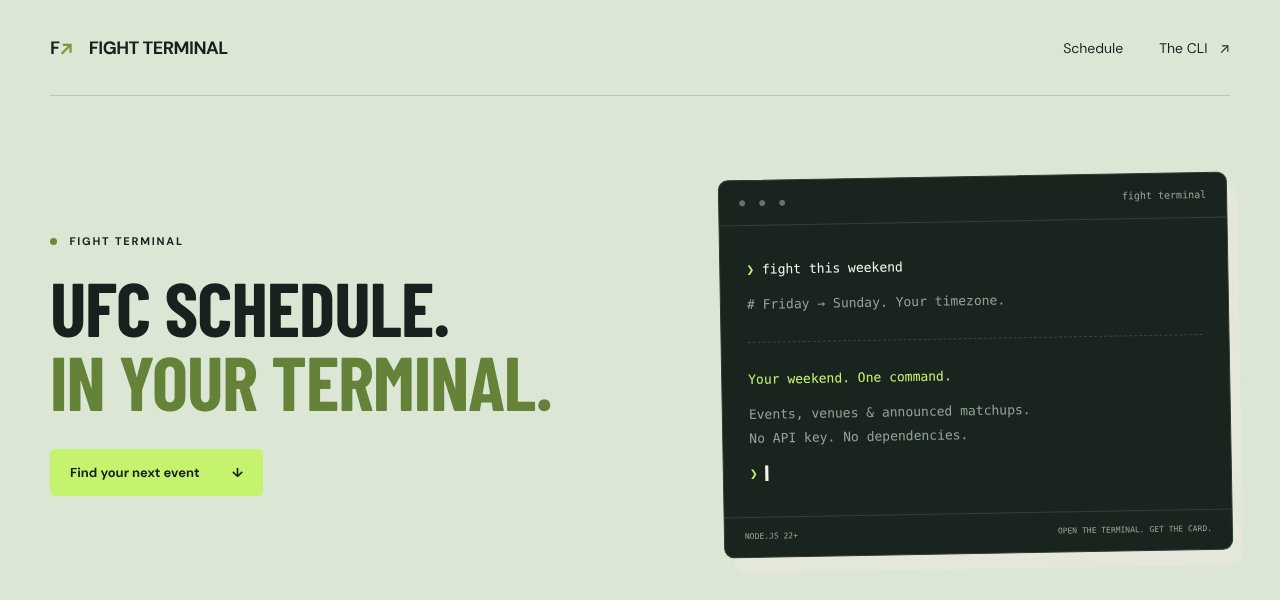 F↗ FIGHT TERMINAL
Schedule
The CLI ↗
FIGHT TERMINAL
UFC SCHEDULE.
IN YOUR TERMINAL.
Find your next event ↓
fight terminal
❯ fight this weekend
# Friday → Sunday. Your timezone.
Your weekend. One command.
Events, venues & announced matchups.
No API key. No dependencies.
❯
NODE.JS 22+
OPEN THE TERMINAL. GET THE CARD.